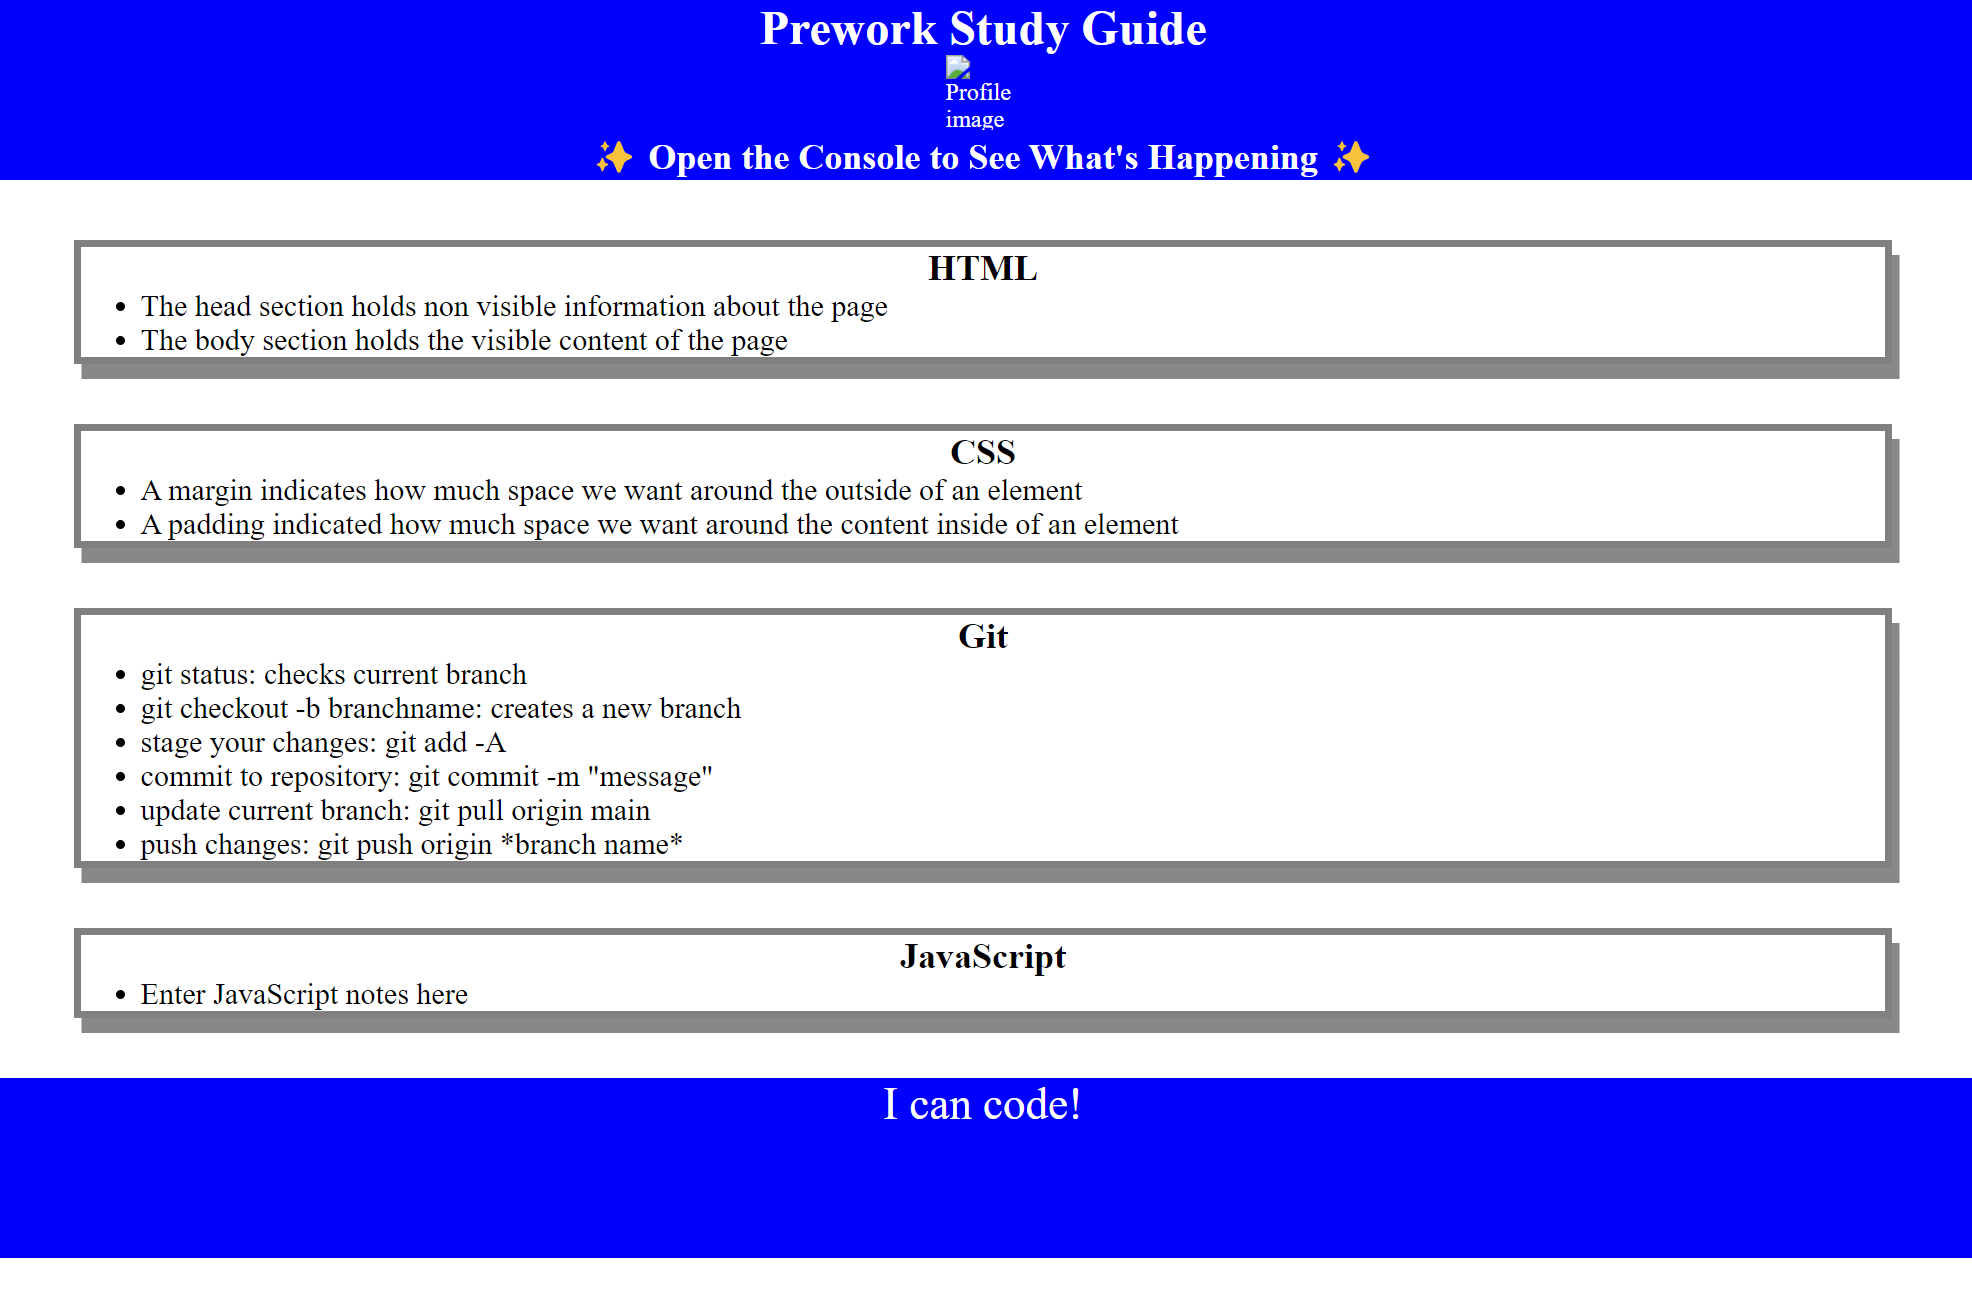 Prework Study Guide
Profile
image
✨ Open the Console to See What's Happening ✨
HTML
• The head section holds non visible information about the page
• The body section holds the visible content of the page
CSS
• A margin indicates how much space we want around the outside of an element
• A padding indicated how much space we want around the content inside of an element
Git
• git status: checks current branch
• git checkout -b branchname: creates a new branch
• stage your changes: git add -A
• commit to repository: git commit -m "message"
• update current branch: git pull origin main
• push changes: git push origin *branch name*
JavaScript
• Enter JavaScript notes here
I can code!